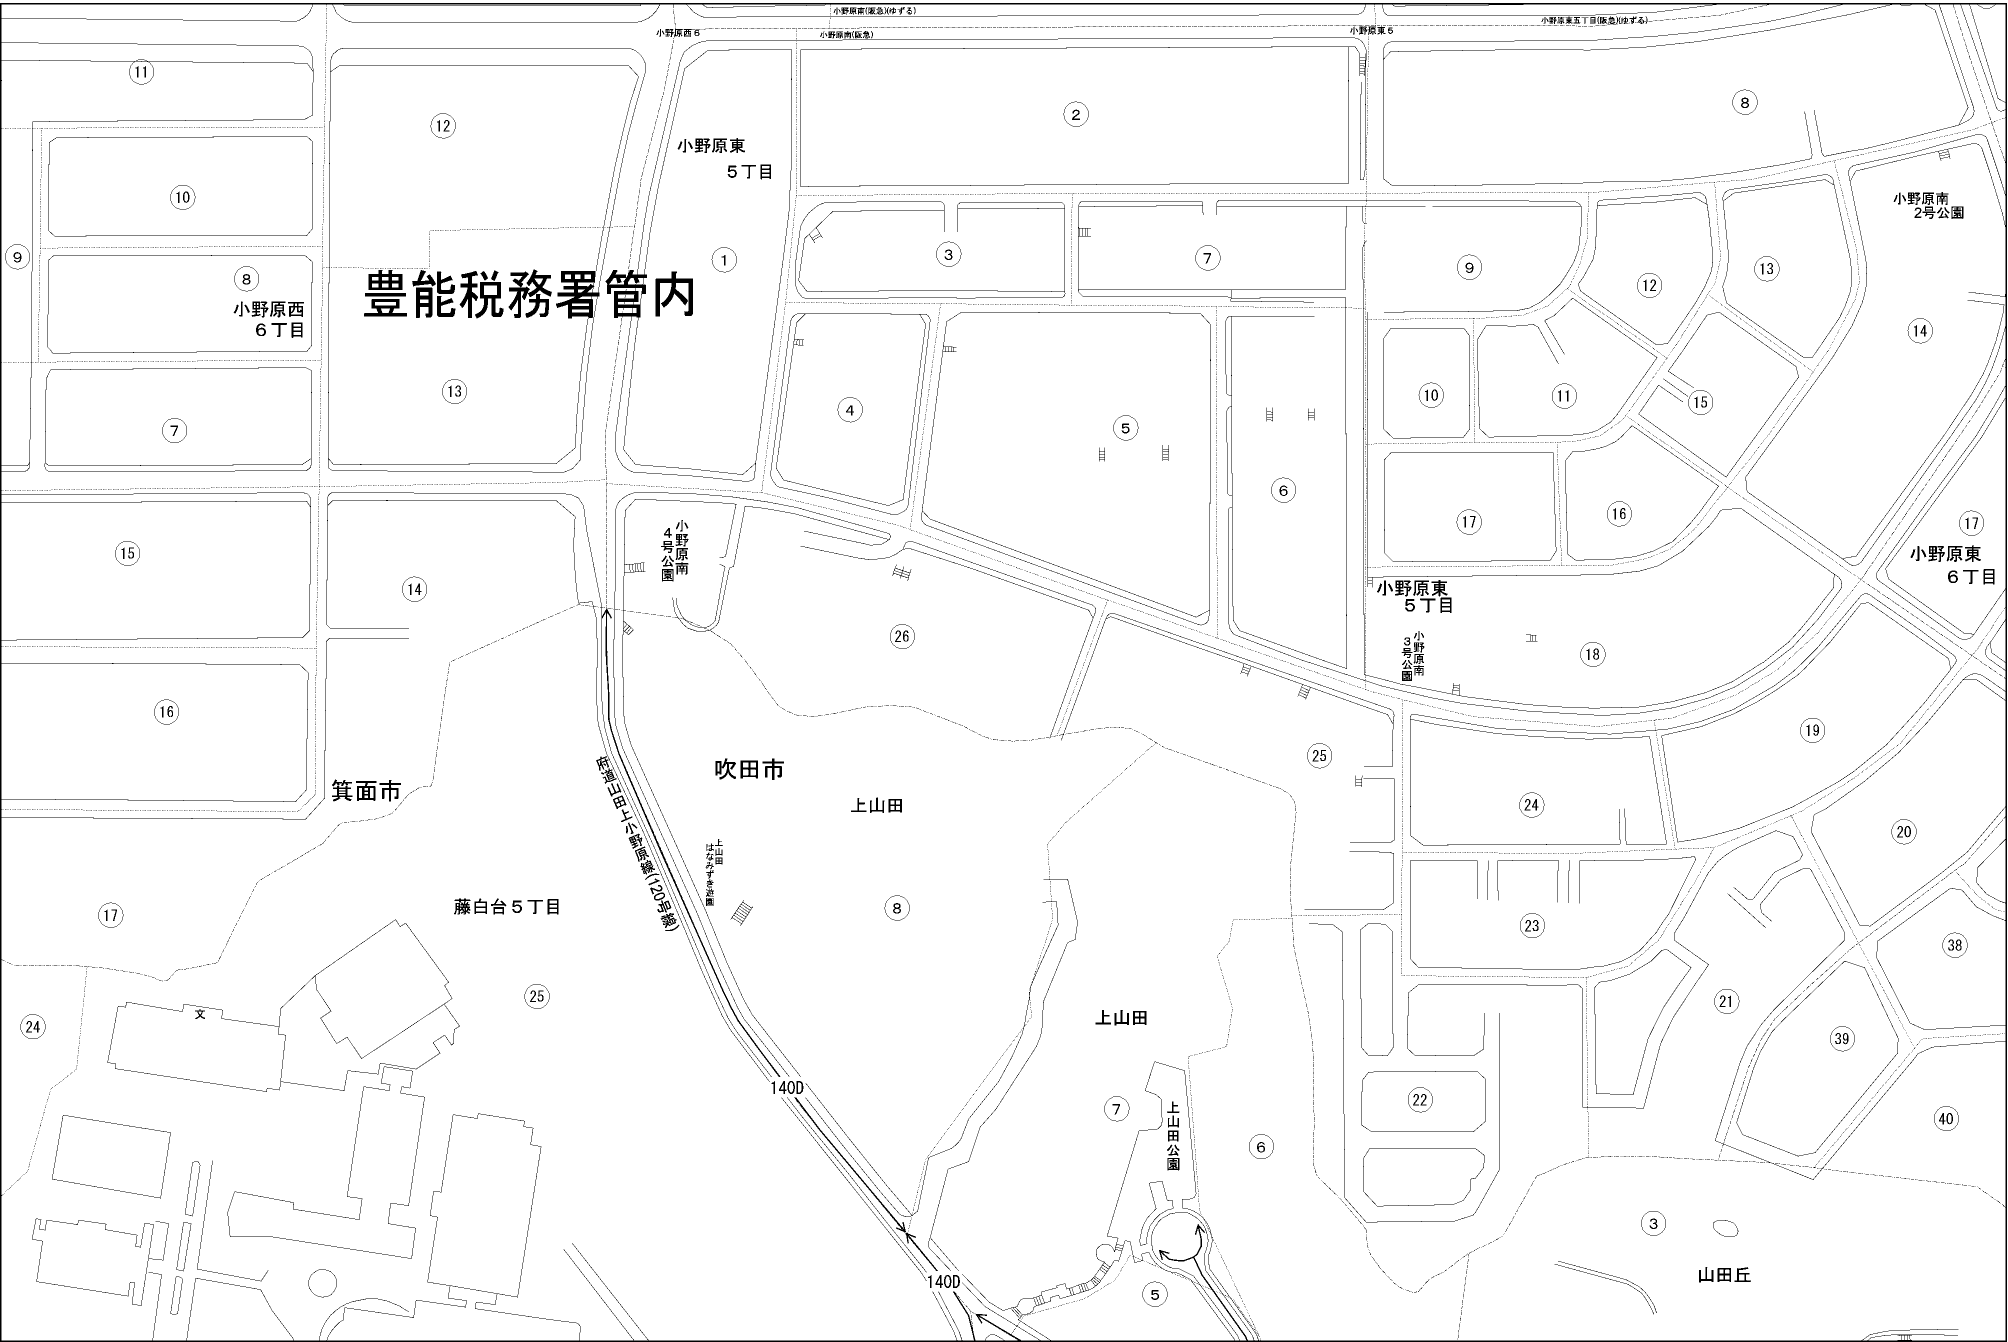 小野原南(阪急)(ゆずる)
小野原東五丁目(阪急)(ゆずる)
小野原西6
小野原南(阪急)
小野原東5
11
12
2
8
小野原東
5丁目
10
小野原南
2号公園
9
8
1
3
7
9
12
13
豊能税務署管内
小野原西
6丁目
14
7
13
4
5
10
11
15
6
17
16
17
小野原東
6丁目
15
14
小野原南
4号公園
26
小野原東
5丁目
小野原南
3号公園
18
16
箕面市
吹田市
上山田
25
24
19
20
府道山田上小野原線(120号線)
上山田
はなみずき遊園
藤白台5丁目
17
8
23
38
24
文
25
上山田
21
39
140D
7
上山田公園
6
22
40
3
山田丘
140D
5